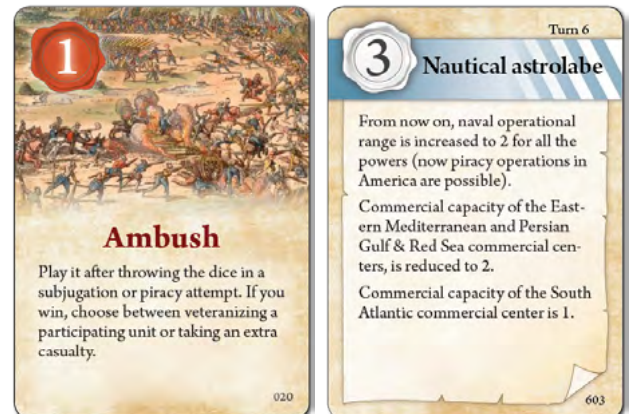 1
Ambush
Play it after throwing the dice in a
subjugation or piracy attempt. If you
win, choose between veteranizing a
participating unit or taking an extra
casualty.
020
Turn 6
3
Nautical astrolabe
From now on, naval operational
range is increased to 2 for all the
powers (now piracy operations in
America are possible).
Commercial capacity of the East-
ern Mediterranean and Persian
Gulf & Red Sea commercial cen-
ters, is reduced to 2.
Commercial capacity of the South
Atlantic commercial center is 1.
603